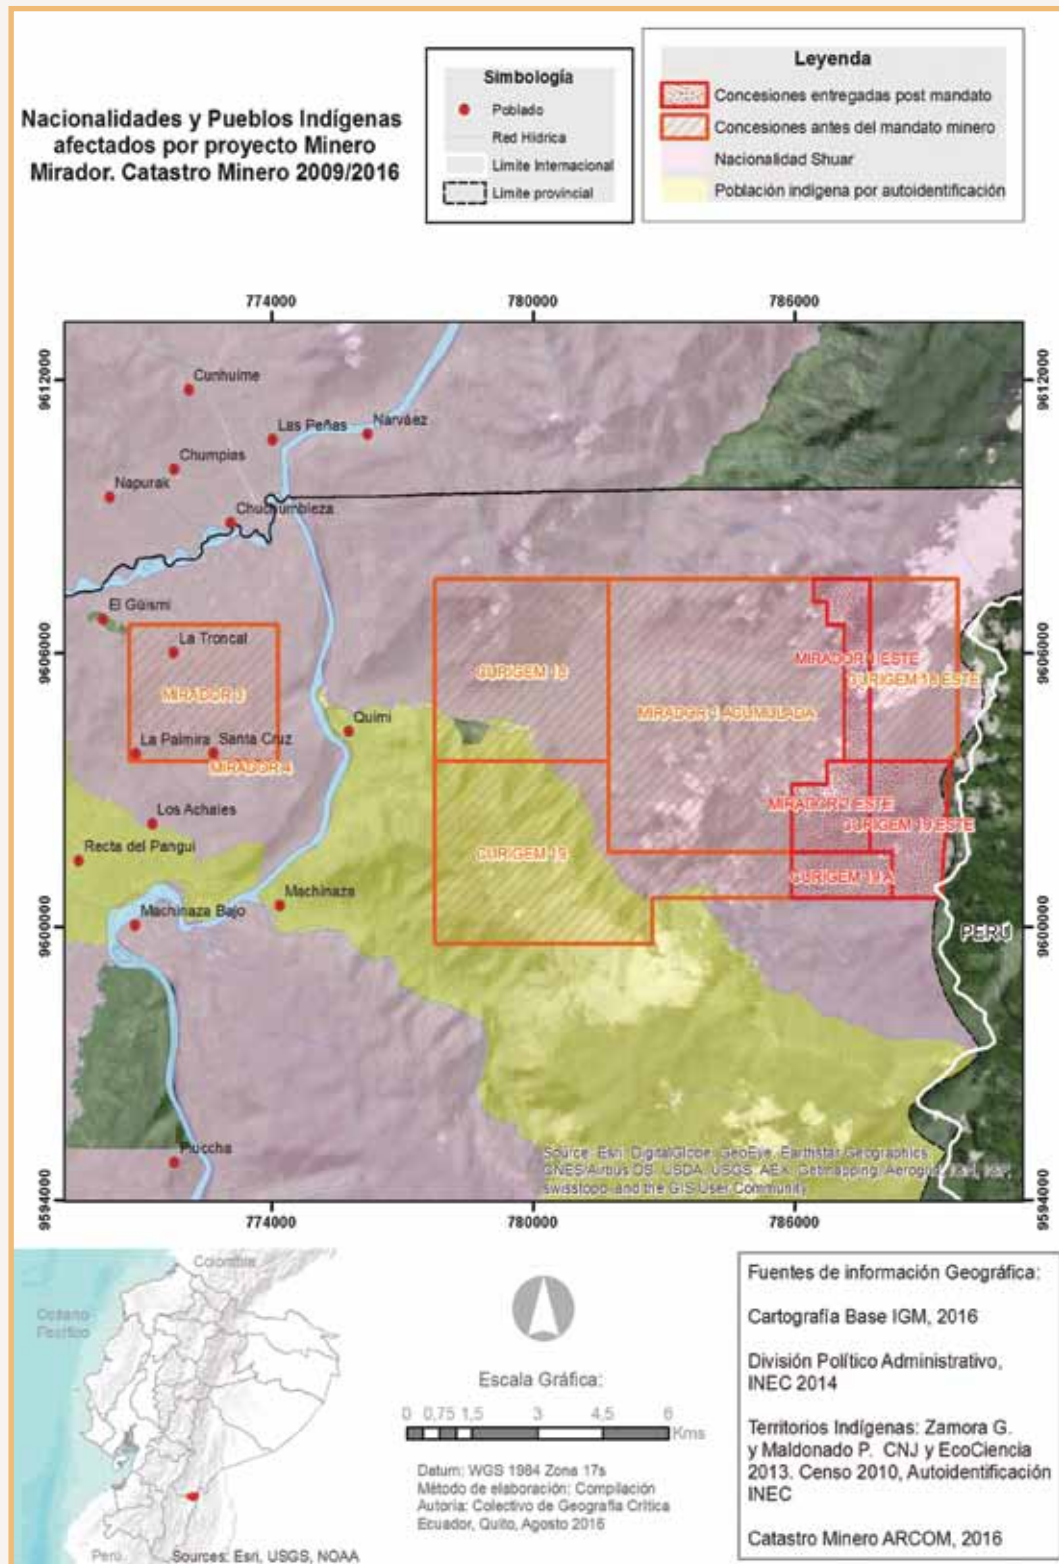 Nacionalidades y Pueblos Indígenas
afectados por proyecto Minero
Mirador. Catastro Minero 2009/2016
Simbología
Poblado
Red Hídrica
Límite Internacional
Límite provincial
Leyenda
Concesiones entregadas post mandato
Concesiones antes del mandato minero
Nacionalidad Shuar
Población indígena por autoidentificación
774000
780000
786000
9612000
9612000
Cunhuime
Las Peñas
Narváez
Chumpias
Napurak
Chuchumbleza
El Güismi
La Troncal
9606000
9606000
MIRADOR 3
CURIGEM 18
MIRADOR 1 ACUMULADA
MIRADOR 1 ESTE
CURIGEM 18 ESTE
Quimi
La Palmira
Santa Cruz
MIRADOR 4
Los Achales
MIRADOR 2 ESTE
CURIGEM 19 ESTE
Recta del Pangui
CURIGEM 19
CURIGEM 19 A
Machinaza
Machinaza Bajo
9600000
9600000
PERÚ
Piuccha
Source: Esri, DigitalGlobe, GeoEye, Earthstar Geographics,
CNES/Airbus DS, USDA, USGS, AEX, Getmapping, Aerogrid, IGN, IGP,
swisstopo, and the GIS User Community
9594000
9594000
774000
780000
786000
Colombia
Océano
Pacífico
Perú
Sources: Esri, USGS, NOAA
Escala Gráfica:
0 0,75 1,5 3 4,5 6
Kms
Datum: WGS 1984 Zona 17s
Método de elaboración: Compilación
Autoría: Colectivo de Geografía Crítica
Ecuador, Quito, Agosto 2016
Fuentes de información Geográfica:
Cartografía Base IGM, 2016
División Político Administrativo,
INEC 2014
Territorios Indígenas: Zamora G.
y Maldonado P. CNJ y EcoCiencia
2013. Censo 2010, Autoidentificación
INEC
Catastro Minero ARCOM, 2016